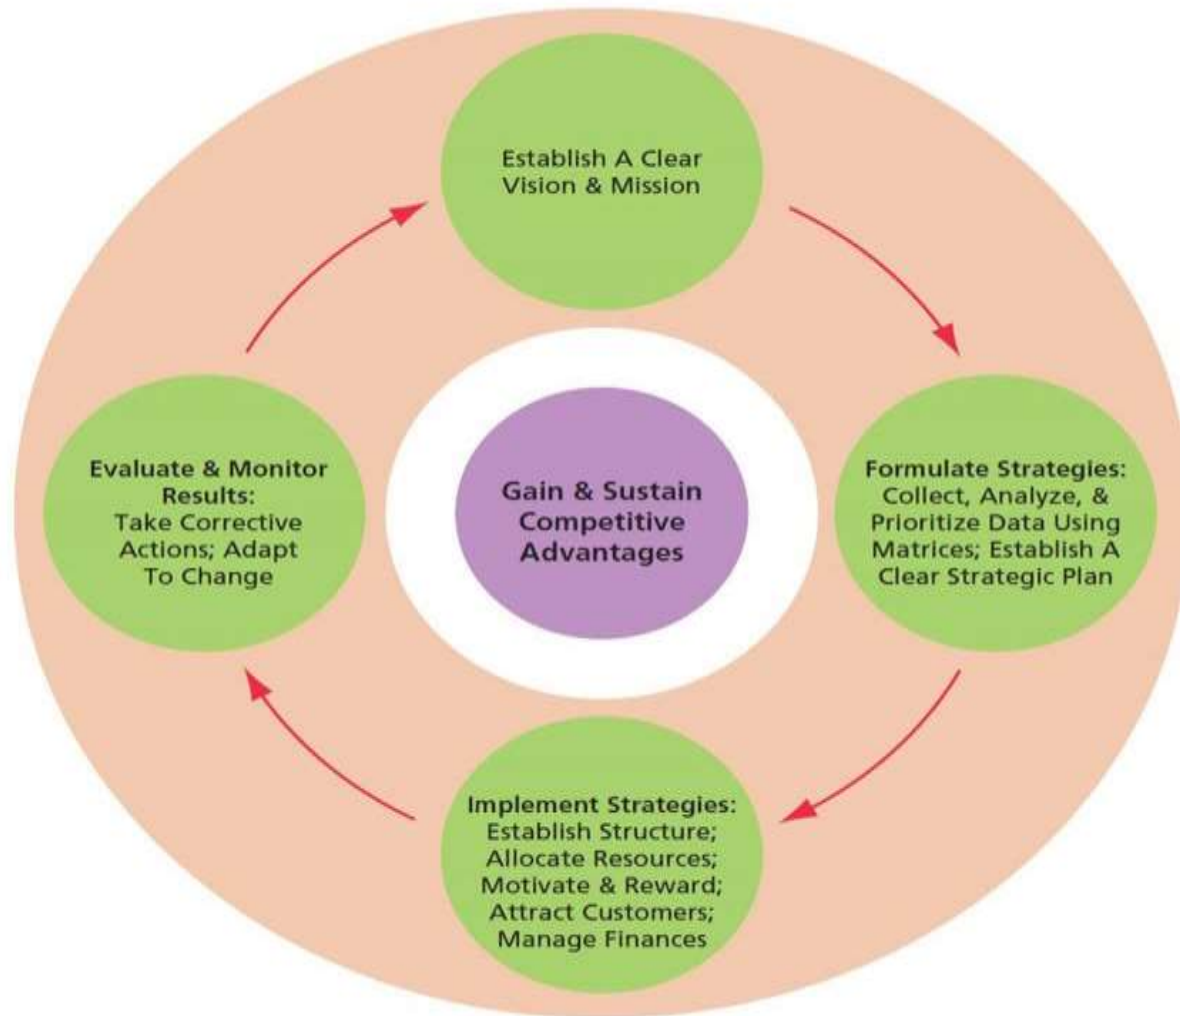 Establish A Clear
Vision & Mission
Formulate Strategies:
Collect, Analyze, &
Prioritize Data Using
Matrices; Establish A
Clear Strategic Plan
Implement Strategies:
Establish Structure;
Allocate Resources;
Motivate & Reward;
Attract Customers;
Manage Finances
Evaluate & Monitor
Results:
Take Corrective
Actions; Adapt
To Change
Gain & Sustain
Competitive
Advantages